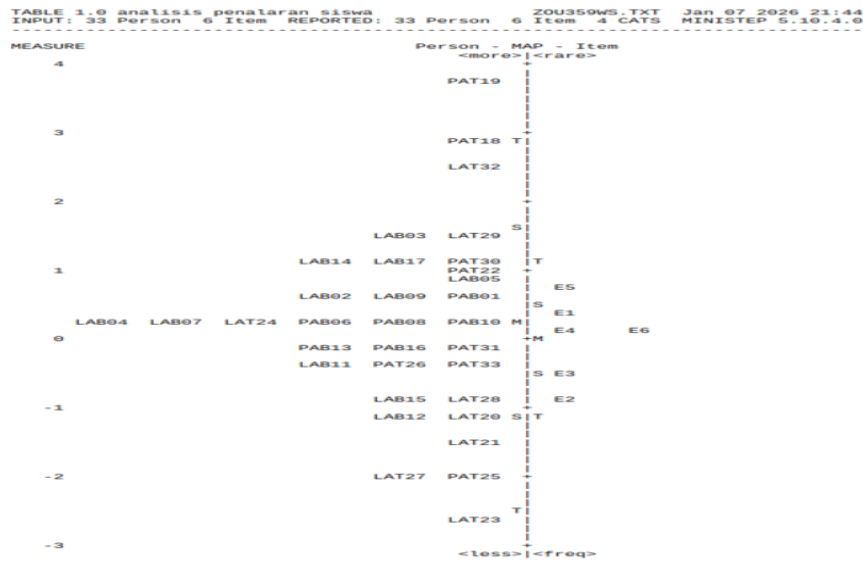 TABLE 1.0 analisis penalaran siswa ZOU359WS.TXT Jan 07 2026 21:44
INPUT: 33 Person 6 Item REPORTED: 33 Person 6 Item 4 CATS MINISTEP 5.10.4.0
--------------------------------------------------------------------------------
MEASURE Person - MAP - Item
<more>|<rare>
4 +
PAT19 |
3 +
PAT18 T|
LAT32 |
2 +
S|
LAB03 LAT29 |
LAB14 LAB17 PAT30 |T
1 PAT22 +
LAB05 |
| E5
LAB02 LAB09 PAB01 |
|S
| E1
LAB04 LAB07 LAT24 PAB06 PAB08 PAB10 M|
| E4 E6
0 +M
PAB13 PAB16 PAT31 |
LAB11 PAT26 PAT33 |
|S E3
LAB15 LAT28 | E2
-1 +
LAB12 LAT20 S|T
LAT21 |
-2 LAT27 PAT25 +
T|
LAT23 |
-3 +
<less>|<freq>